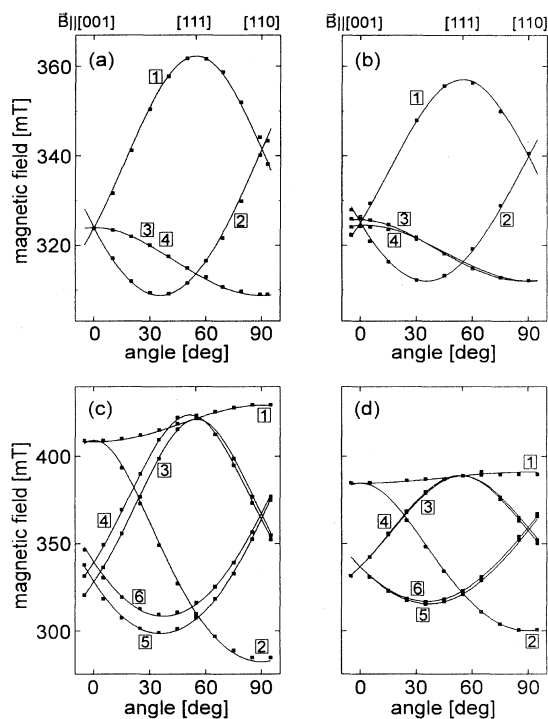 B⃗||[001] [111] [110] B⃗||[001] [111] [110]
(a) (b)
360
340
320
magnetic field [mT]
1 2 3 4
1 2 3 4
0 30 60 90 0 30 60 90
angle [deg] angle [deg]
(c) (d)
400
350
300
magnetic field [mT]
1 2 3 4 5 6
1 2 3 4 5 6
0 30 60 90 0 30 60 90
angle [deg] angle [deg]